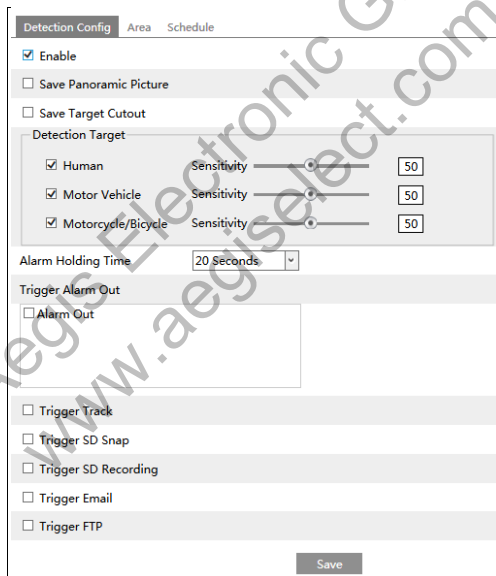 Detection Config Area Schedule
Enable
Save Panoramic Picture
Save Target Cutout
Detection Target
Human Sensitivity 50
Motor Vehicle Sensitivity 50
Motorcycle/Bicycle Sensitivity 50
Alarm Holding Time 20 Seconds
Trigger Alarm Out
Alarm Out
Trigger Track
Trigger SD Snap
Trigger SD Recording
Trigger Email
Trigger FTP
Save
Aegis Electronic G
www.aegiselect.com